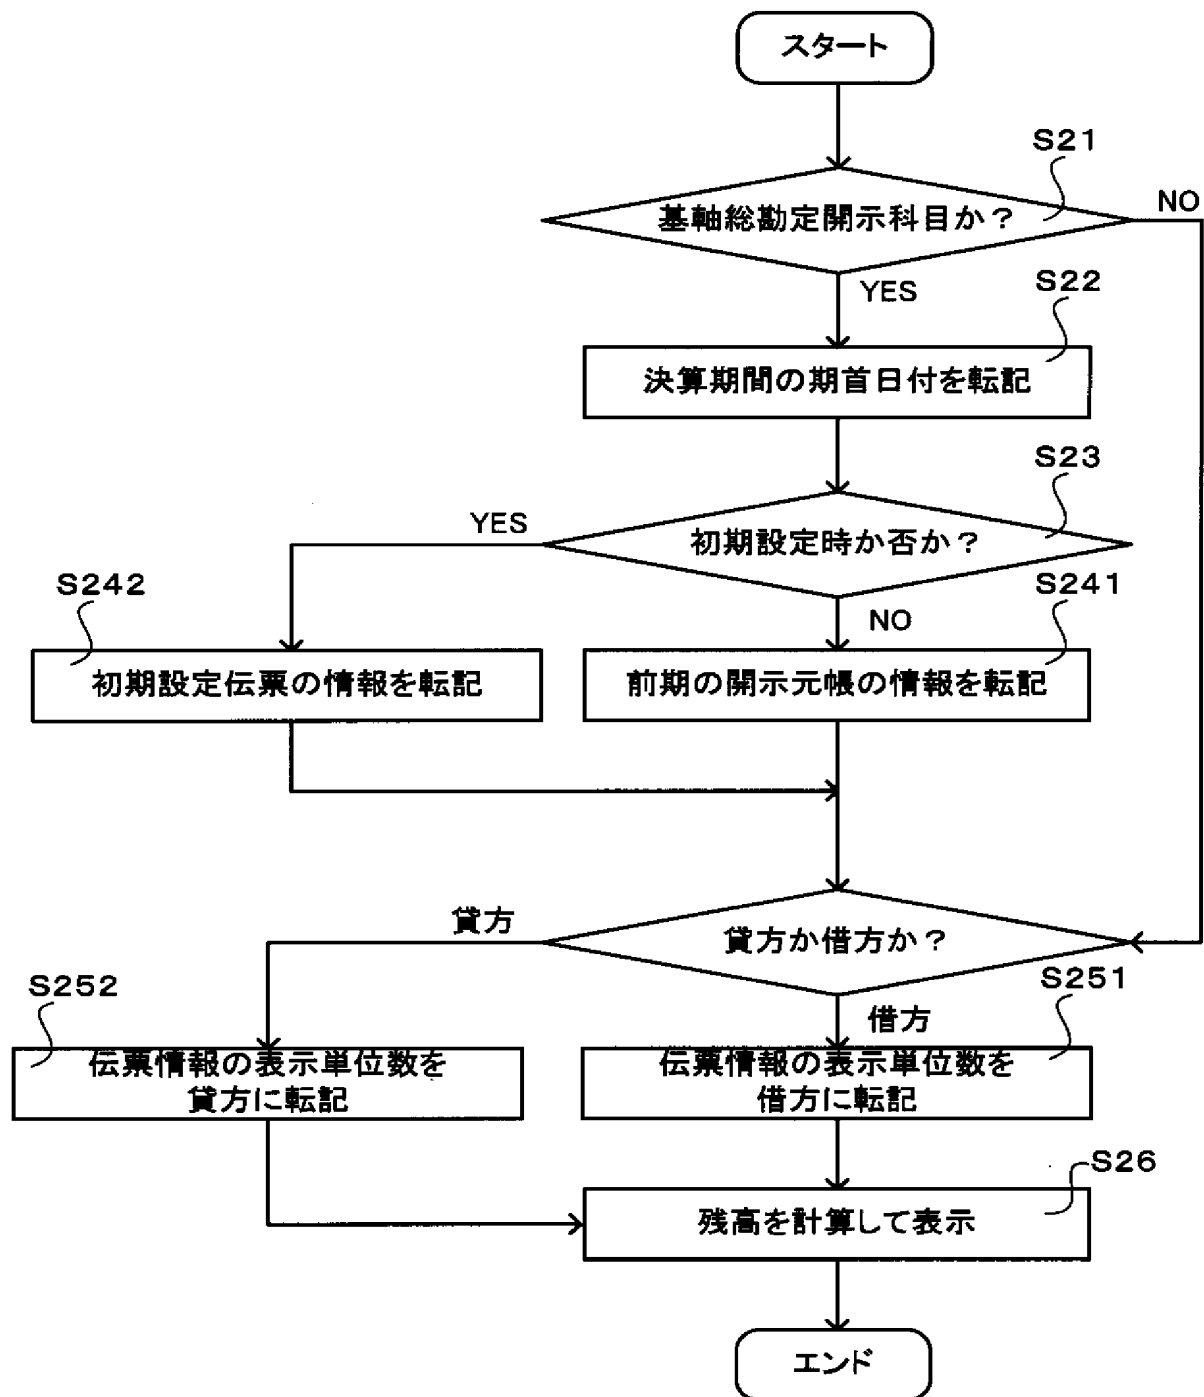 スタート
S21
基軸総勘定開示科目か？
NO
YES
S22
決算期間の期首日付を転記
S23
YES
初期設定時か否か？
S242
S241
NO
初期設定伝票の情報を転記
前期の開示元帳の情報を転記
貸方
貸方か借方か？
S252
S251
借方
伝票情報の表示単位数を
貸方に転記
伝票情報の表示単位数を
借方に転記
S26
残高を計算して表示
エンド